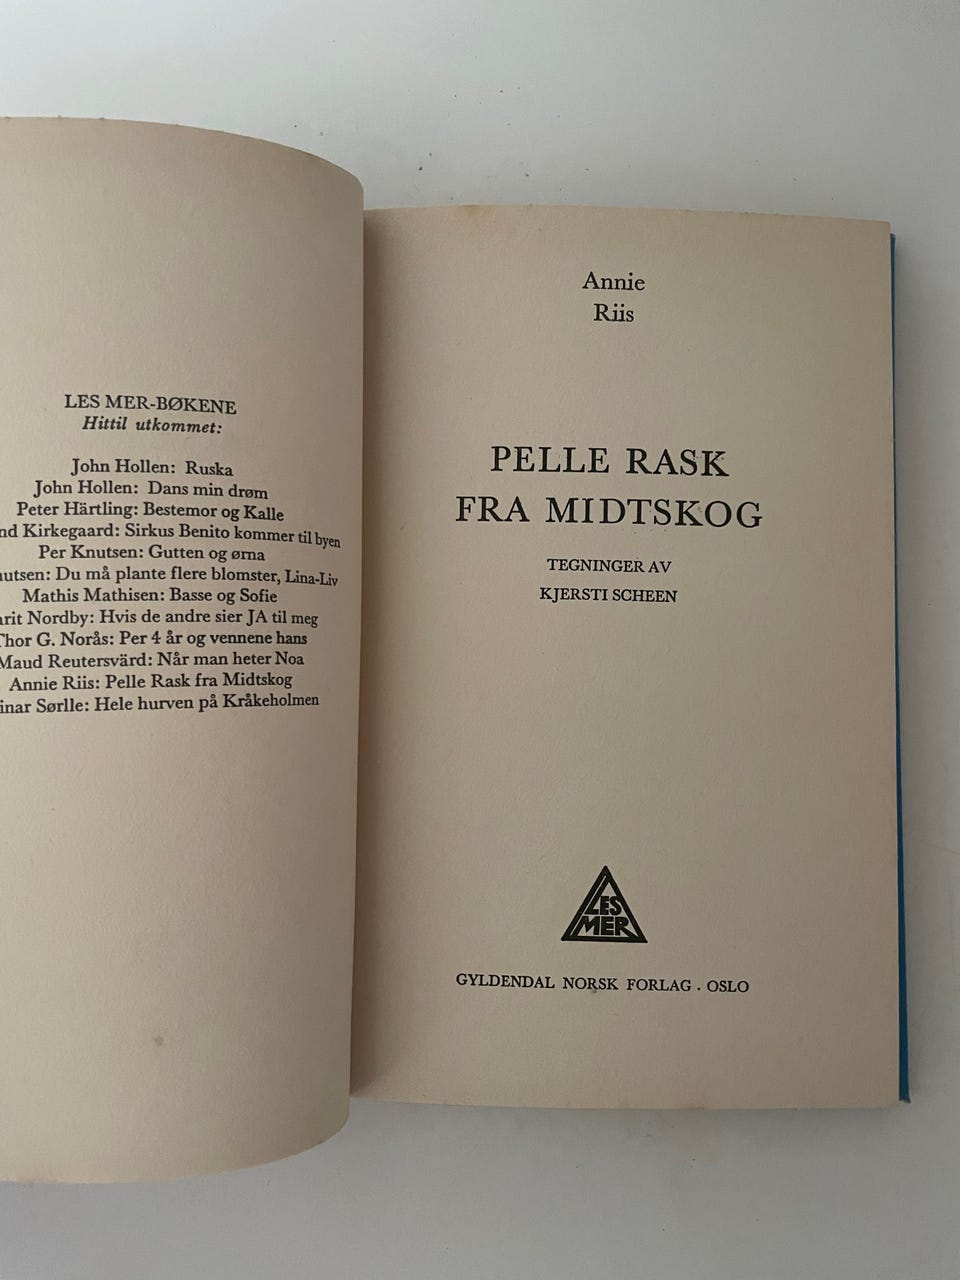 LES MER-BØKENE
Hittil utkommet:
John Hollen: Ruska
John Hollen: Dans min drøm
Peter Härtling: Bestemor og Kalle
Kirkegaard: Sirkus Benito kommer til byen
Per Knutsen: Gutten og ørna
Du må plante flere blomster, Lina-Liv
Mathis Mathisen: Basse og Sofie
Nordby: Hvis de andre sier JA til meg
Thor G. Norås: Per 4 år og vennene hans
Maud Reutersvärd: Når man heter Noa
Annie Riis: Pelle Rask fra Midtskog
Sørlle: Hele hurven på Kråkeholmen
Annie
Riis
PELLE RASK
FRA MIDTSKOG
TEGNINGER AV
KJERSTI SCHEEN
LES
MER
GYLDENDAL NORSK FORLAG . OSLO